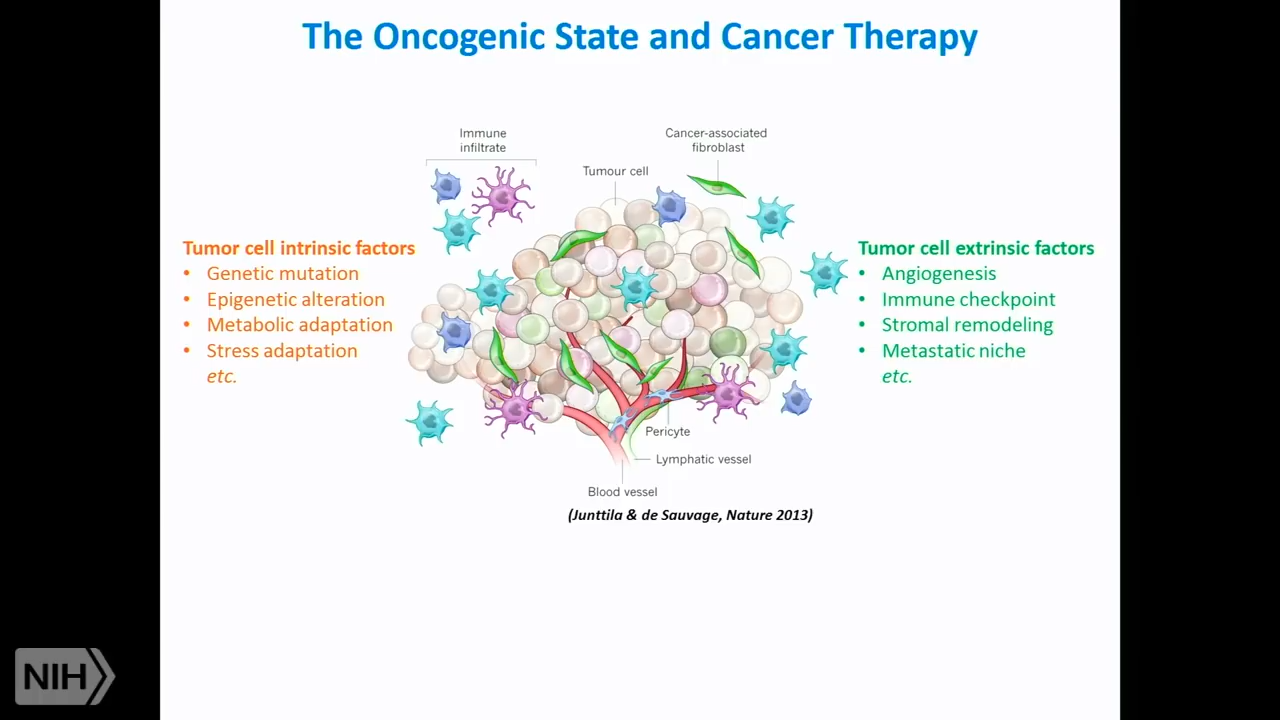 The Oncogenic State and Cancer Therapy
Immune
infiltrate
Cancer-associated
fibroblast
Tumour cell
Tumor cell intrinsic factors
• Genetic mutation
• Epigenetic alteration
• Metabolic adaptation
• Stress adaptation
etc.
Tumor cell extrinsic factors
• Angiogenesis
• Immune checkpoint
• Stromal remodeling
• Metastatic niche
etc.
Pericyte
Lymphatic vessel
Blood vessel
(Junttila & de Sauvage, Nature 2013)
NIH